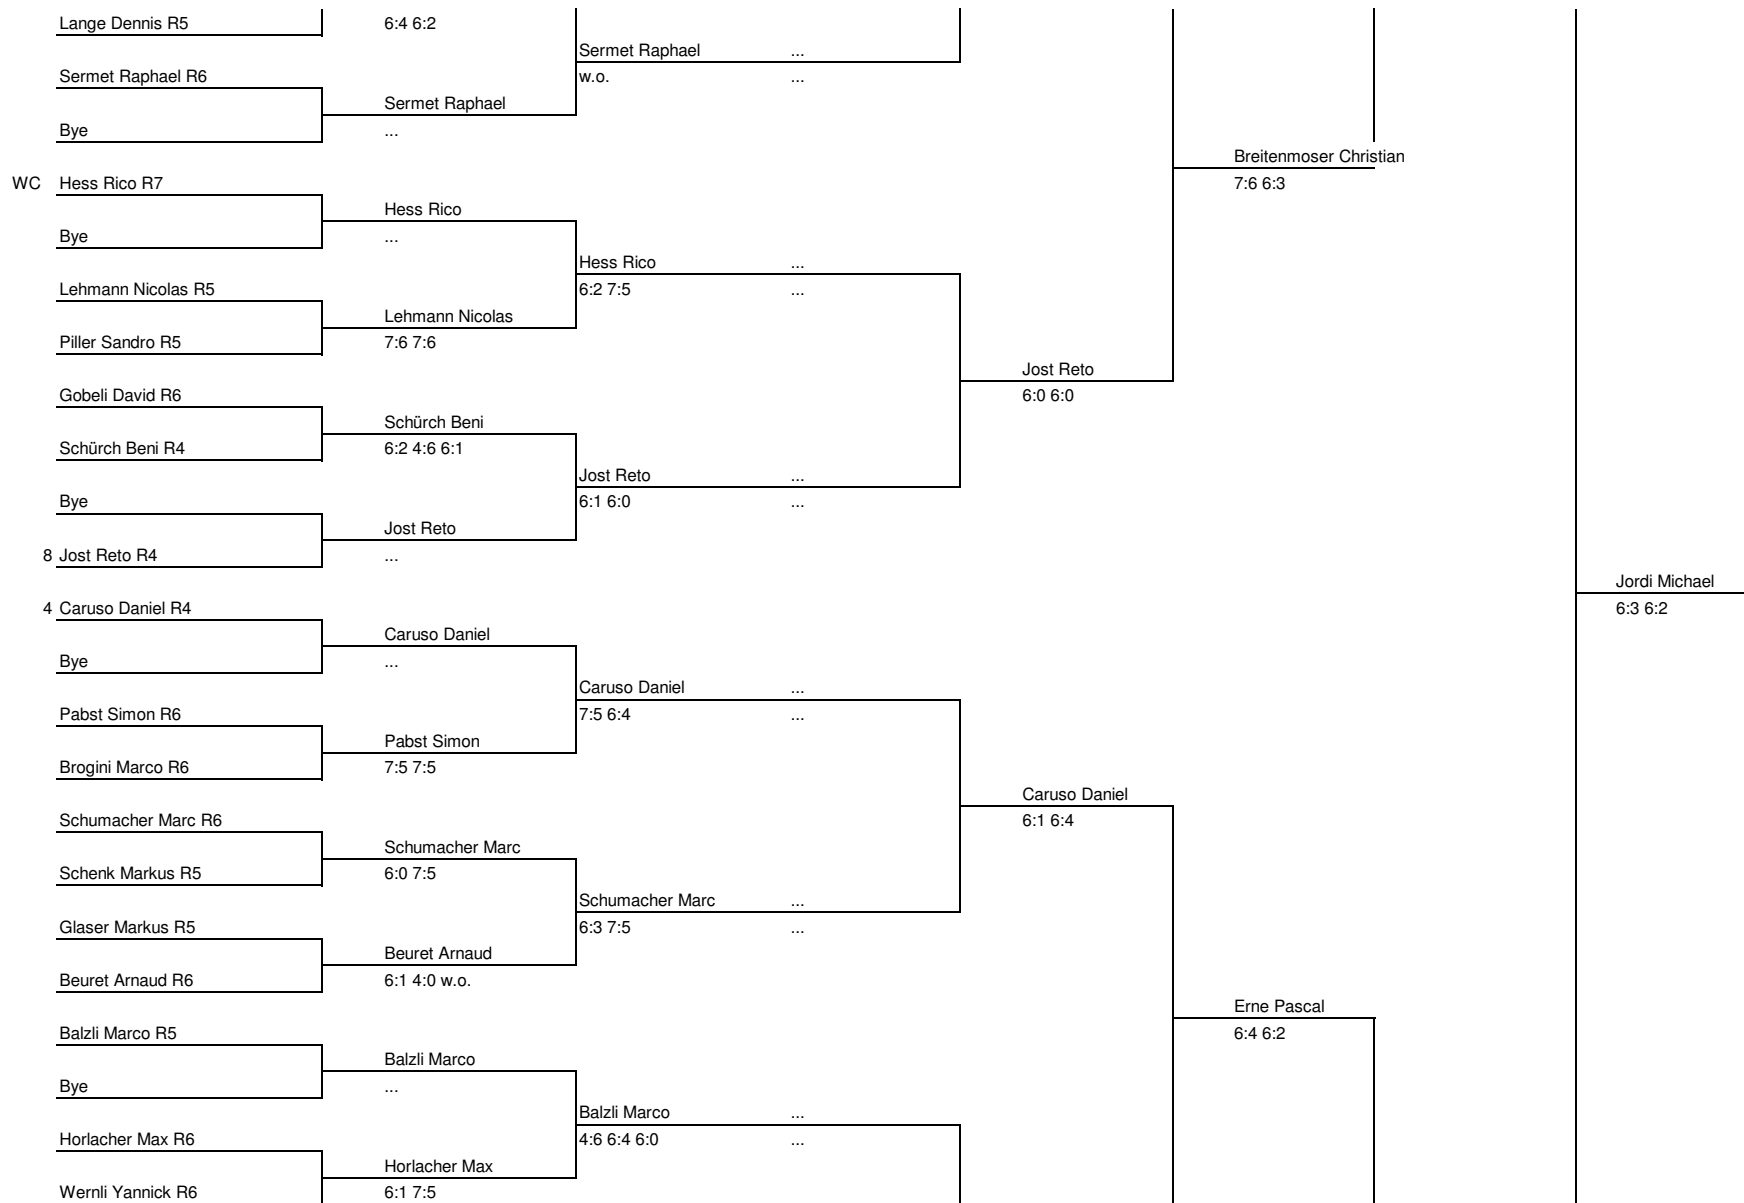 Lange Dennis R5 6:4 6:2
Sermet Raphael ...
Sermet Raphael R6 w.o. ...
Sermet Raphael
Bye ...
Breitenmoser Christian
WC Hess Rico R7 7:6 6:3
Hess Rico
Bye ...
Hess Rico ...
Lehmann Nicolas R5 6:2 7:5 ...
Lehmann Nicolas
Piller Sandro R5 7:6 7:6
Jost Reto
Gobeli David R6 6:0 6:0
Schürch Beni
Schürch Beni R4 6:2 4:6 6:1
Jost Reto ...
Bye 6:1 6:0 ...
Jost Reto
8 Jost Reto R4 ...
Jordi Michael
4 Caruso Daniel R4 6:3 6:2
Caruso Daniel
Bye ...
Caruso Daniel ...
Pabst Simon R6 7:5 6:4 ...
Pabst Simon
Brogini Marco R6 7:5 7:5
Caruso Daniel
Schumacher Marc R6 6:1 6:4
Schumacher Marc
Schenk Markus R5 6:0 7:5
Schumacher Marc ...
Glaser Markus R5 6:3 7:5 ...
Beuret Arnaud
Beuret Arnaud R6 6:1 4:0 w.o.
Erne Pascal
Balzli Marco R5 6:4 6:2
Balzli Marco
Bye ...
Balzli Marco ...
Horlacher Max R6 4:6 6:4 6:0 ...
Horlacher Max
Wernli Yannick R6 6:1 7:5